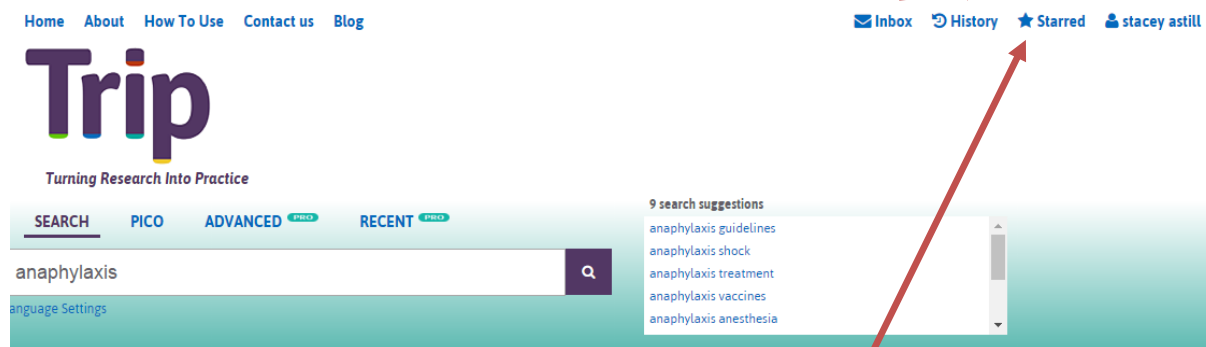 Home About How To Use Contact us Blog
Inbox History Starred stacey astill
Trip
Turning Research Into Practice
SEARCH PICO ADVANCED PRO RECENT PRO
anaphylaxis
anguage Settings
9 search suggestions
anaphylaxis guidelines
anaphylaxis shock
anaphylaxis treatment
anaphylaxis vaccines
anaphylaxis anesthesia